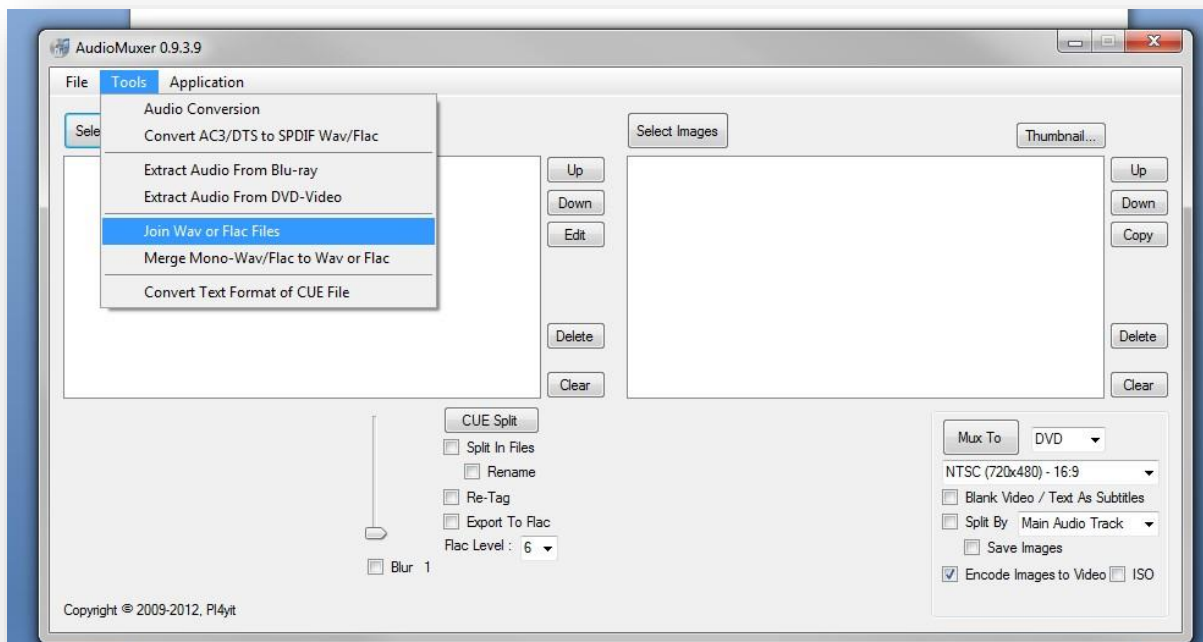 AudioMuxer 0.9.3.9
File Tools Application
Audio Conversion
Convert AC3/DTS to SPDIF Wav/Flac
Extract Audio From Blu-ray
Extract Audio From DVD-Video
Join Wav or Flac Files
Merge Mono-Wav/Flac to Wav or Flac
Convert Text Format of CUE File
Sele
Up
Down
Edit
Delete
Clear
Select Images
Thumbnail...
Up
Down
Copy
Delete
Clear
CUE Split
Split In Files
Rename
Re-Tag
Export To Flac
Flac Level : 6
Blur 1
Mux To DVD
NTSC (720x480) - 16:9
Blank Video / Text As Subtitles
Split By Main Audio Track
Save Images
Encode Images to Video ISO
Copyright © 2009-2012, Pl4yit